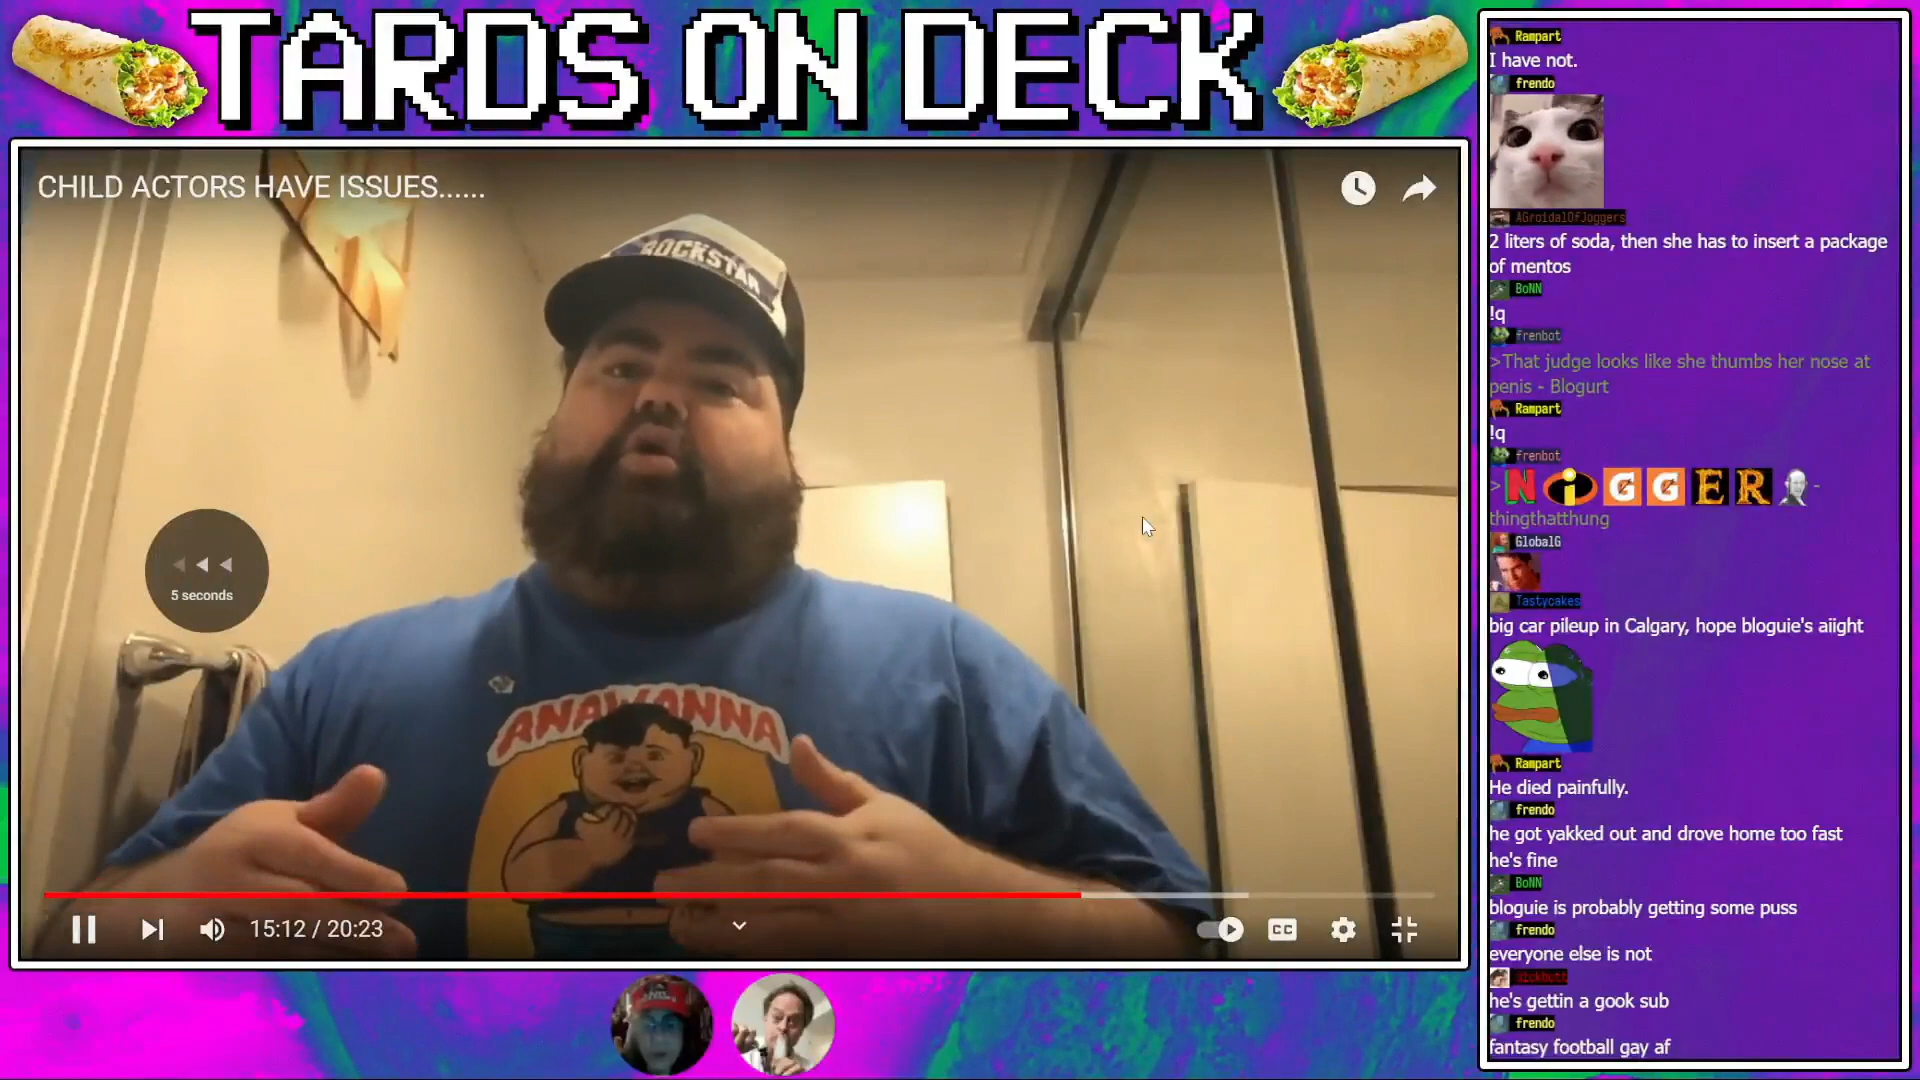 TARDS ON DECK
CHILD ACTORS HAVE ISSUES......
ROCKSTAR
ANAWANNA
5 seconds
15:12 / 20:23
CC
Rampart
I have not.
frendo
AGroidalOfJoggers
2 liters of soda, then she has to insert a package
of mentos
BoNN
!q
frenbot
>That judge looks like she thumbs her nose at
penis - Blogurt
Rampart
!q
frenbot
>NiGGER -
thingthatthung
GlobalG
Tastycakes
big car pileup in Calgary, hope bloguie's aiight
Rampart
He died painfully.
frendo
he got yakked out and drove home too fast
he's fine
BoNN
bloguie is probably getting some puss
frendo
everyone else is not
he's gettin a gook sub
frendo
fantasy football gay af